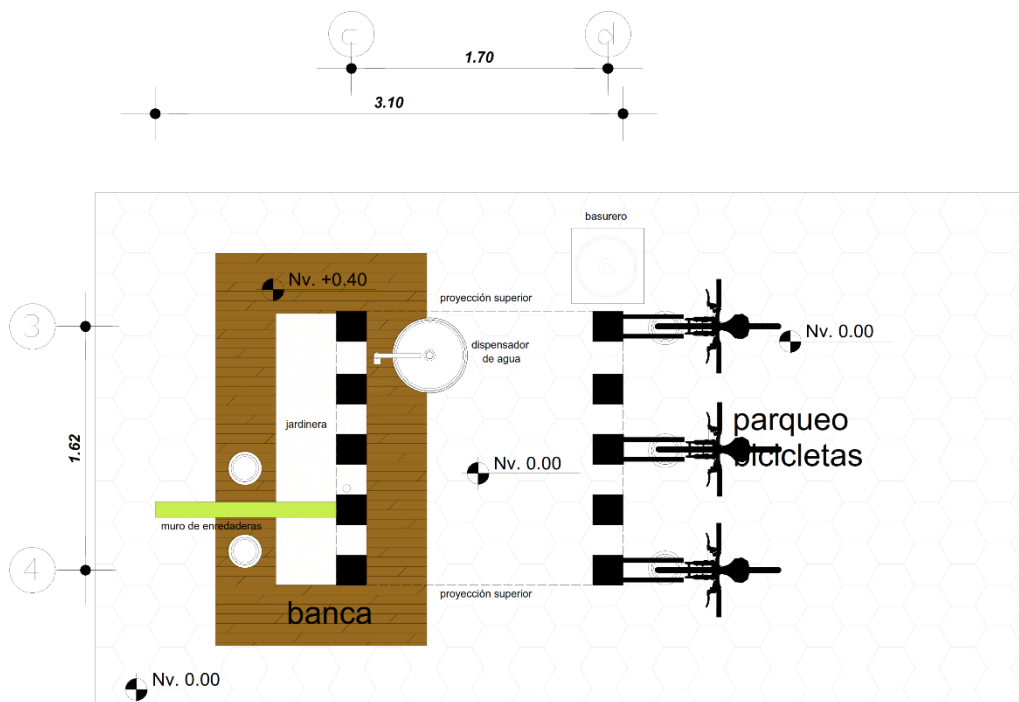 c
d
1.70
3.10
basurero
Nv. +0.40
proyección superior
3
Nv. 0.00
dispensador
de agua
jardinera
1.62
parqueo
bicicletas
Nv. 0.00
muro de enredaderas
4
proyección superior
banca
Nv. 0.00